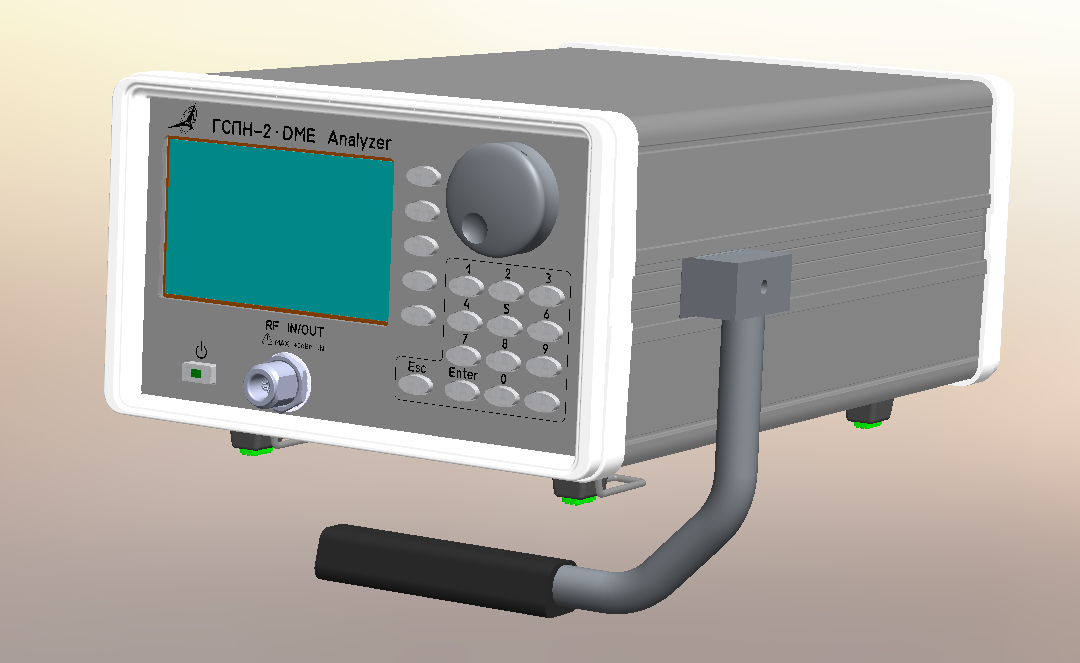 ГСПН-2·DME Analyzer
RF IN/OUT
MAX
1 2 3
4 5 6
7 8 9
Esc Enter 0